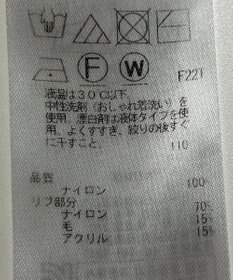 F W F221
液温は30℃以下、
中性洗剤(おしゃれ着洗い)を
使用。漂白剤は液体タイプを使
用。よくすすぎ、絞りの後すぐ
に干すこと。
110
品質
ナイロン 100%
リブ部分
ナイロン 70%
毛 15%
アクリル 15%